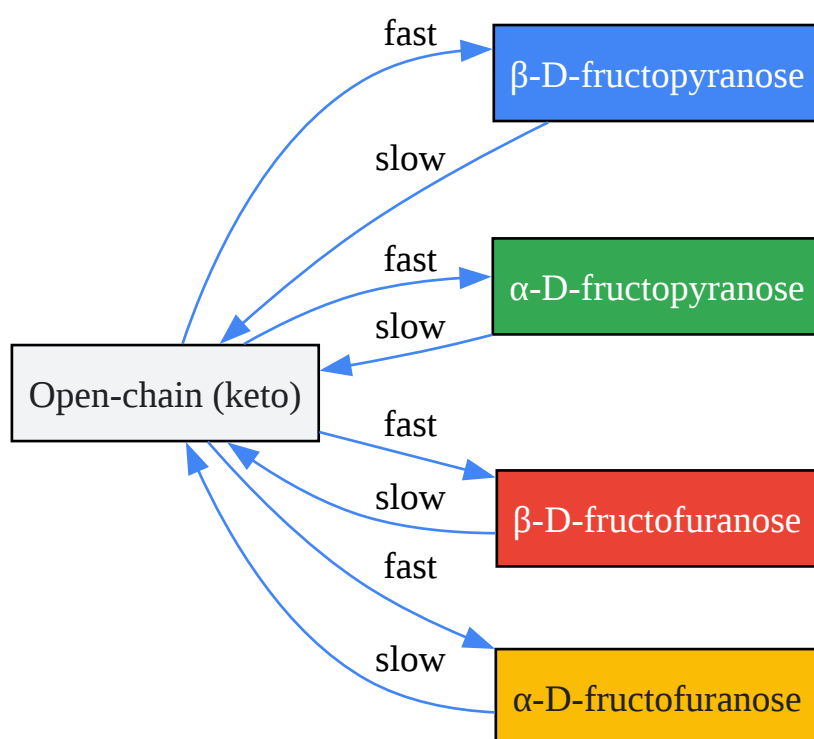 fast
β-D-fructopyranose
slow
fast
α-D-fructopyranose
slow
Open-chain (keto)
fast
slow
β-D-fructofuranose
fast
slow
α-D-fructofuranose